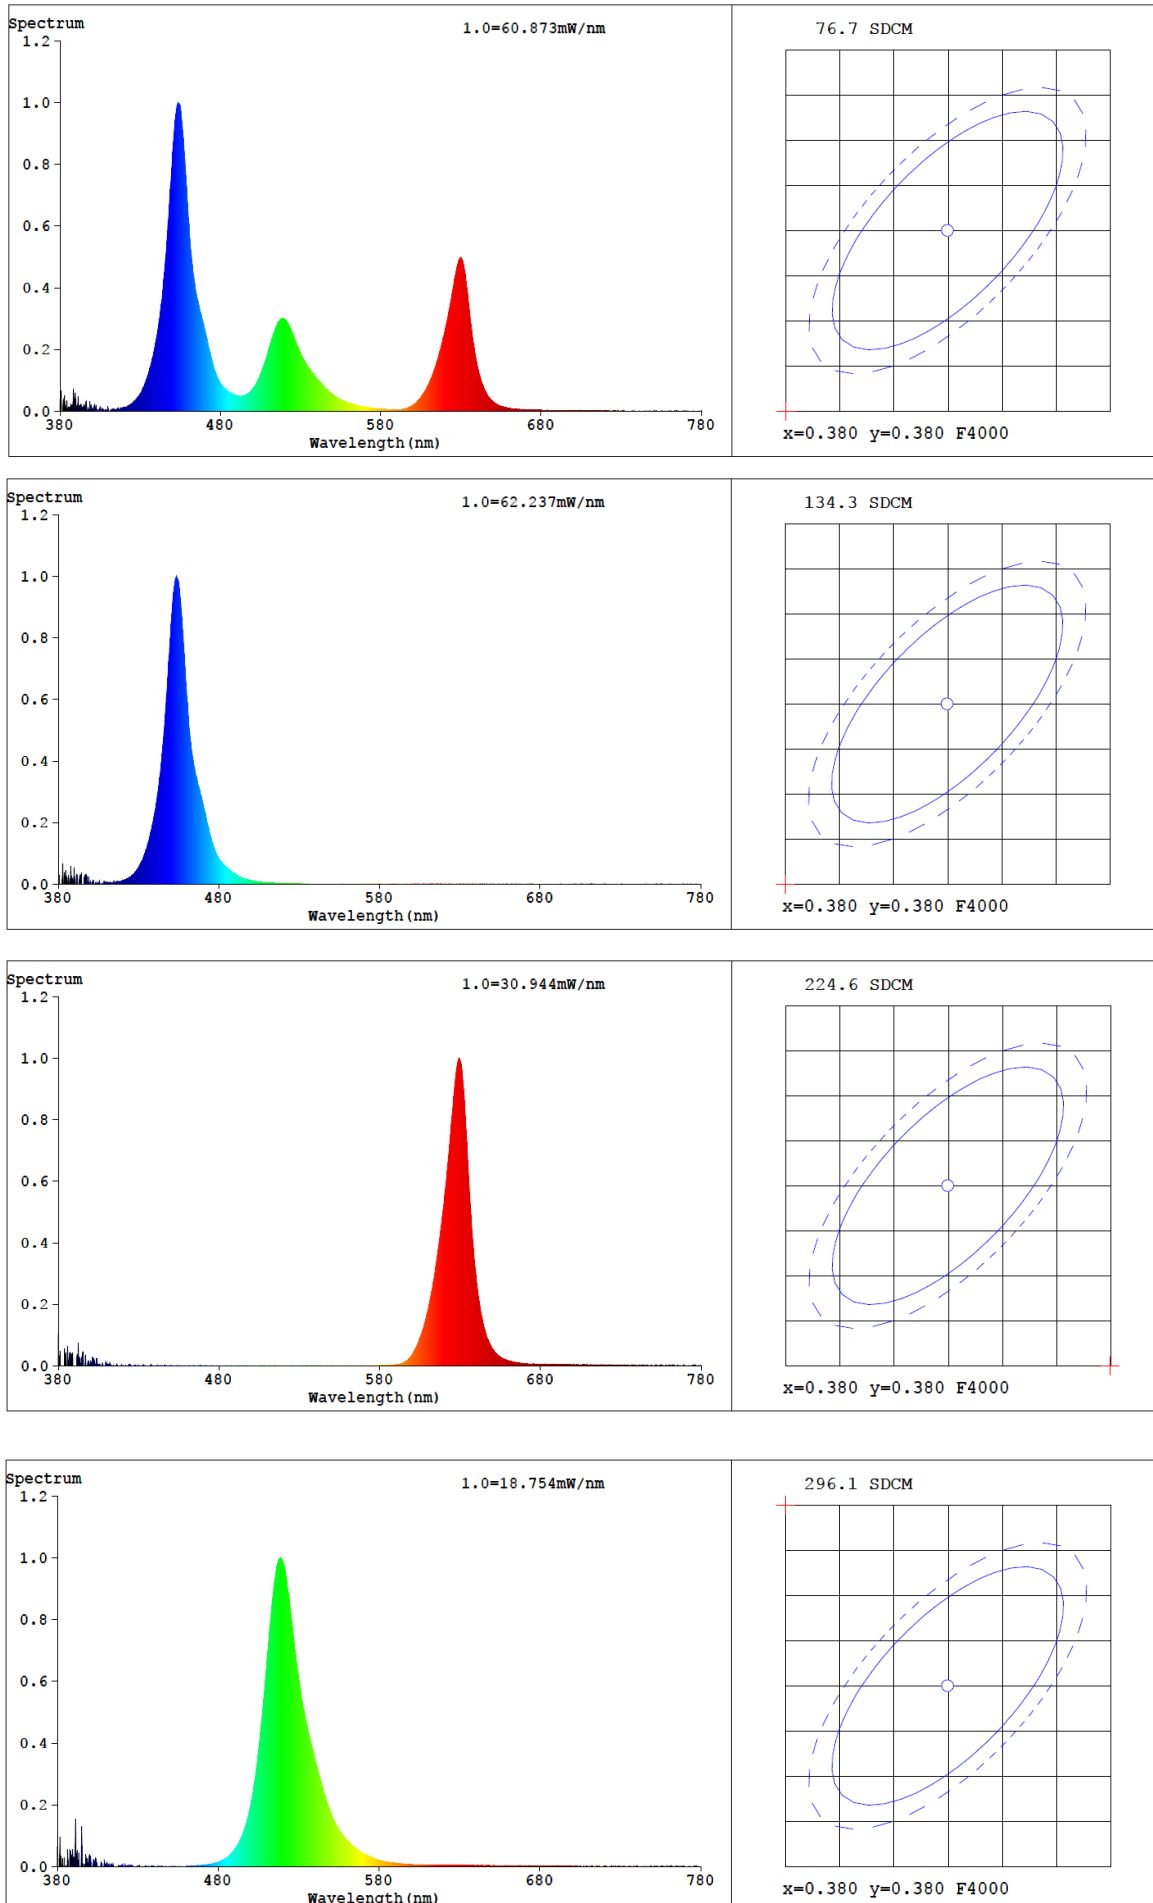 Spectrum
1.0=60.873mW/nm
76.7 SDCM
1.2
1.0
0.8
0.6
0.4
0.2
0.0
380 480 580 680 780
Wavelength(nm)
x=0.380 y=0.380 F4000
Spectrum
1.0=62.237mW/nm
134.3 SDCM
1.2
1.0
0.8
0.6
0.4
0.2
0.0
380 480 580 680 780
Wavelength(nm)
x=0.380 y=0.380 F4000
Spectrum
1.0=30.944mW/nm
224.6 SDCM
1.2
1.0
0.8
0.6
0.4
0.2
0.0
380 480 580 680 780
Wavelength(nm)
x=0.380 y=0.380 F4000
Spectrum
1.0=18.754mW/nm
296.1 SDCM
1.2
1.0
0.8
0.6
0.4
0.2
0.0
380 480 580 680 780
Wavelength(nm)
x=0.380 y=0.380 F4000